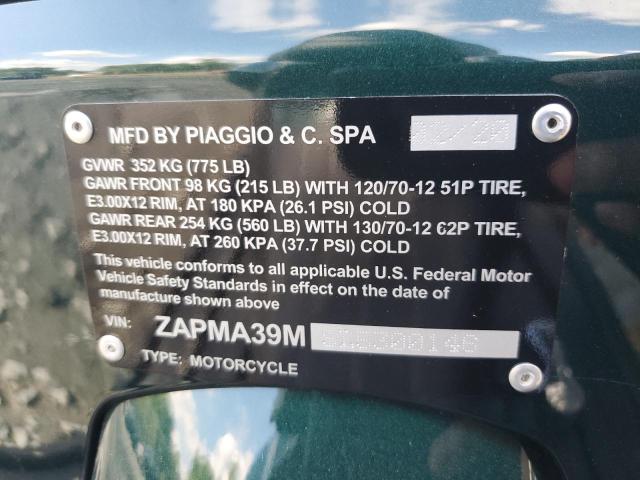 MFD BY PIAGGIO & C. SPA
GVWR 352 KG (775 LB)
GAWR FRONT 98 KG (215 LB) WITH 120/70-12 51P TIRE,
E3.00X12 RIM, AT 180 KPA (26.1 PSI) COLD
GAWR REAR 254 KG (560 LB) WITH 130/70-12 62P TIRE,
E3.00X12 RIM, AT 260 KPA (37.7 PSI) COLD
This vehicle conforms to all applicable U.S. Federal Motor
Vehicle Safety Standards in effect on the date of
manufacture shown above
VIN: ZAPMA39M
TYPE: MOTORCYCLE